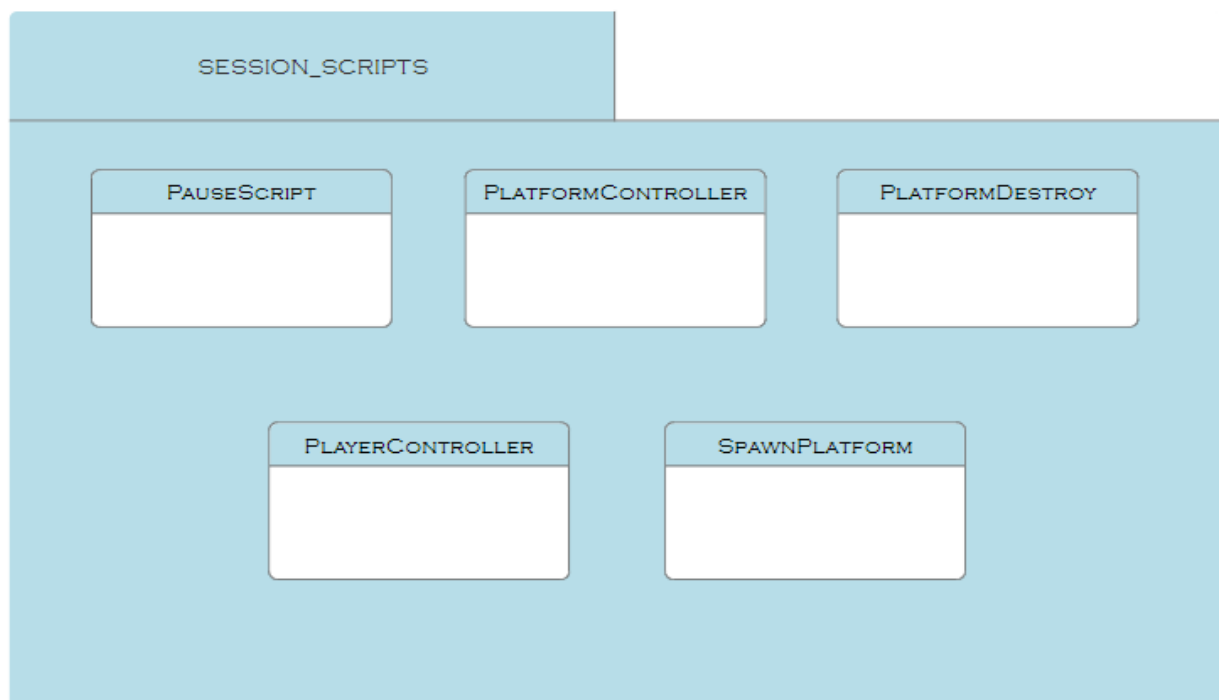 SESSION_SCRIPTS
PauseScript
PlatformController
PlatformDestroy
PlayerController
SpawnPlatform